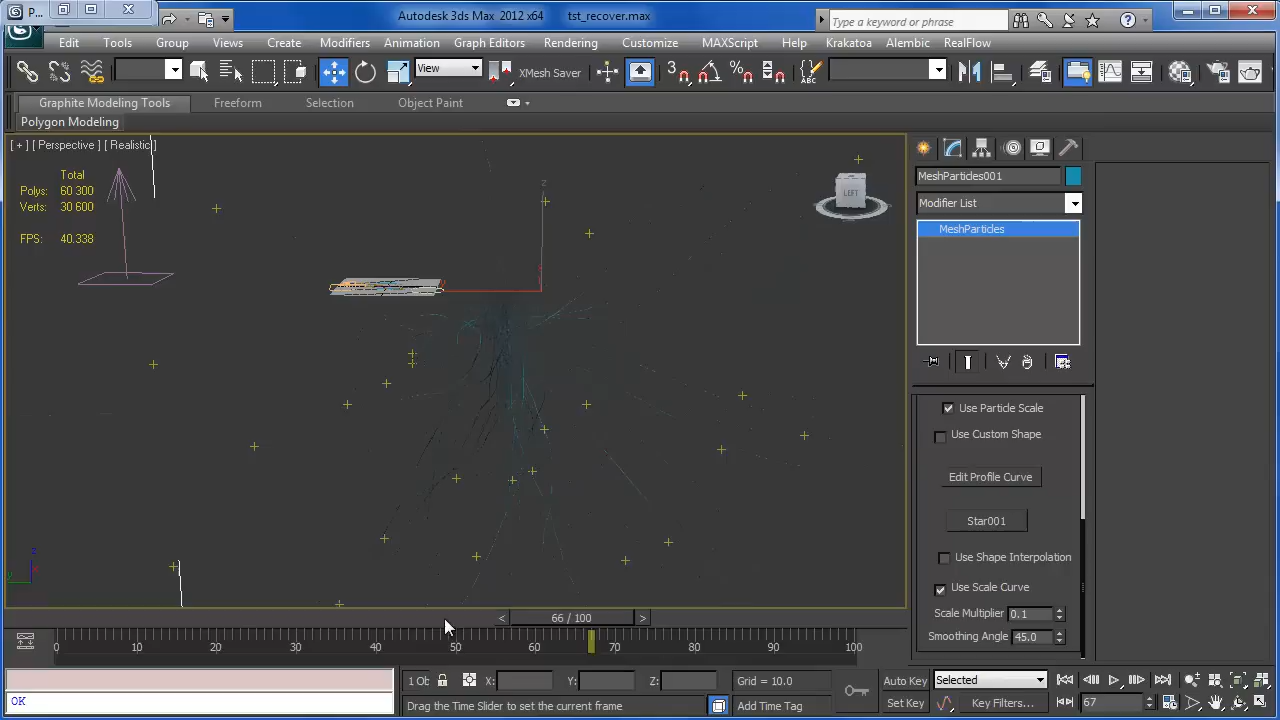 P...
Autodesk 3ds Max 2012 x64 tst_recover.max
Type a keyword or phrase
Edit Tools Group Views Create Modifiers Animation Graph Editors Rendering Customize MAXScript Help Krakatoa Alembic RealFlow
View XMesh Saver 3 ABC
Graphite Modeling Tools Freeform Selection Object Paint
Polygon Modeling
[ + ] [ Perspective ] [ Realistic ]
Total
Polys: 60 300
Verts: 30 600
FPS: 40.338
LEFT
z
MeshParticles001
Modifier List
MeshParticles
Use Particle Scale
Use Custom Shape
Edit Profile Curve
Star001
Use Shape Interpolation
Use Scale Curve
Scale Multiplier 0.1
Smoothing Angle 45.0
< 66 / 100 >
0 10 20 30 40 50 60 70 80 90 100
1 Ob X: Y: Z: Grid = 10.0 Auto Key Selected
OK Drag the Time Slider to set the current frame Add Time Tag Set Key Key Filters... 67